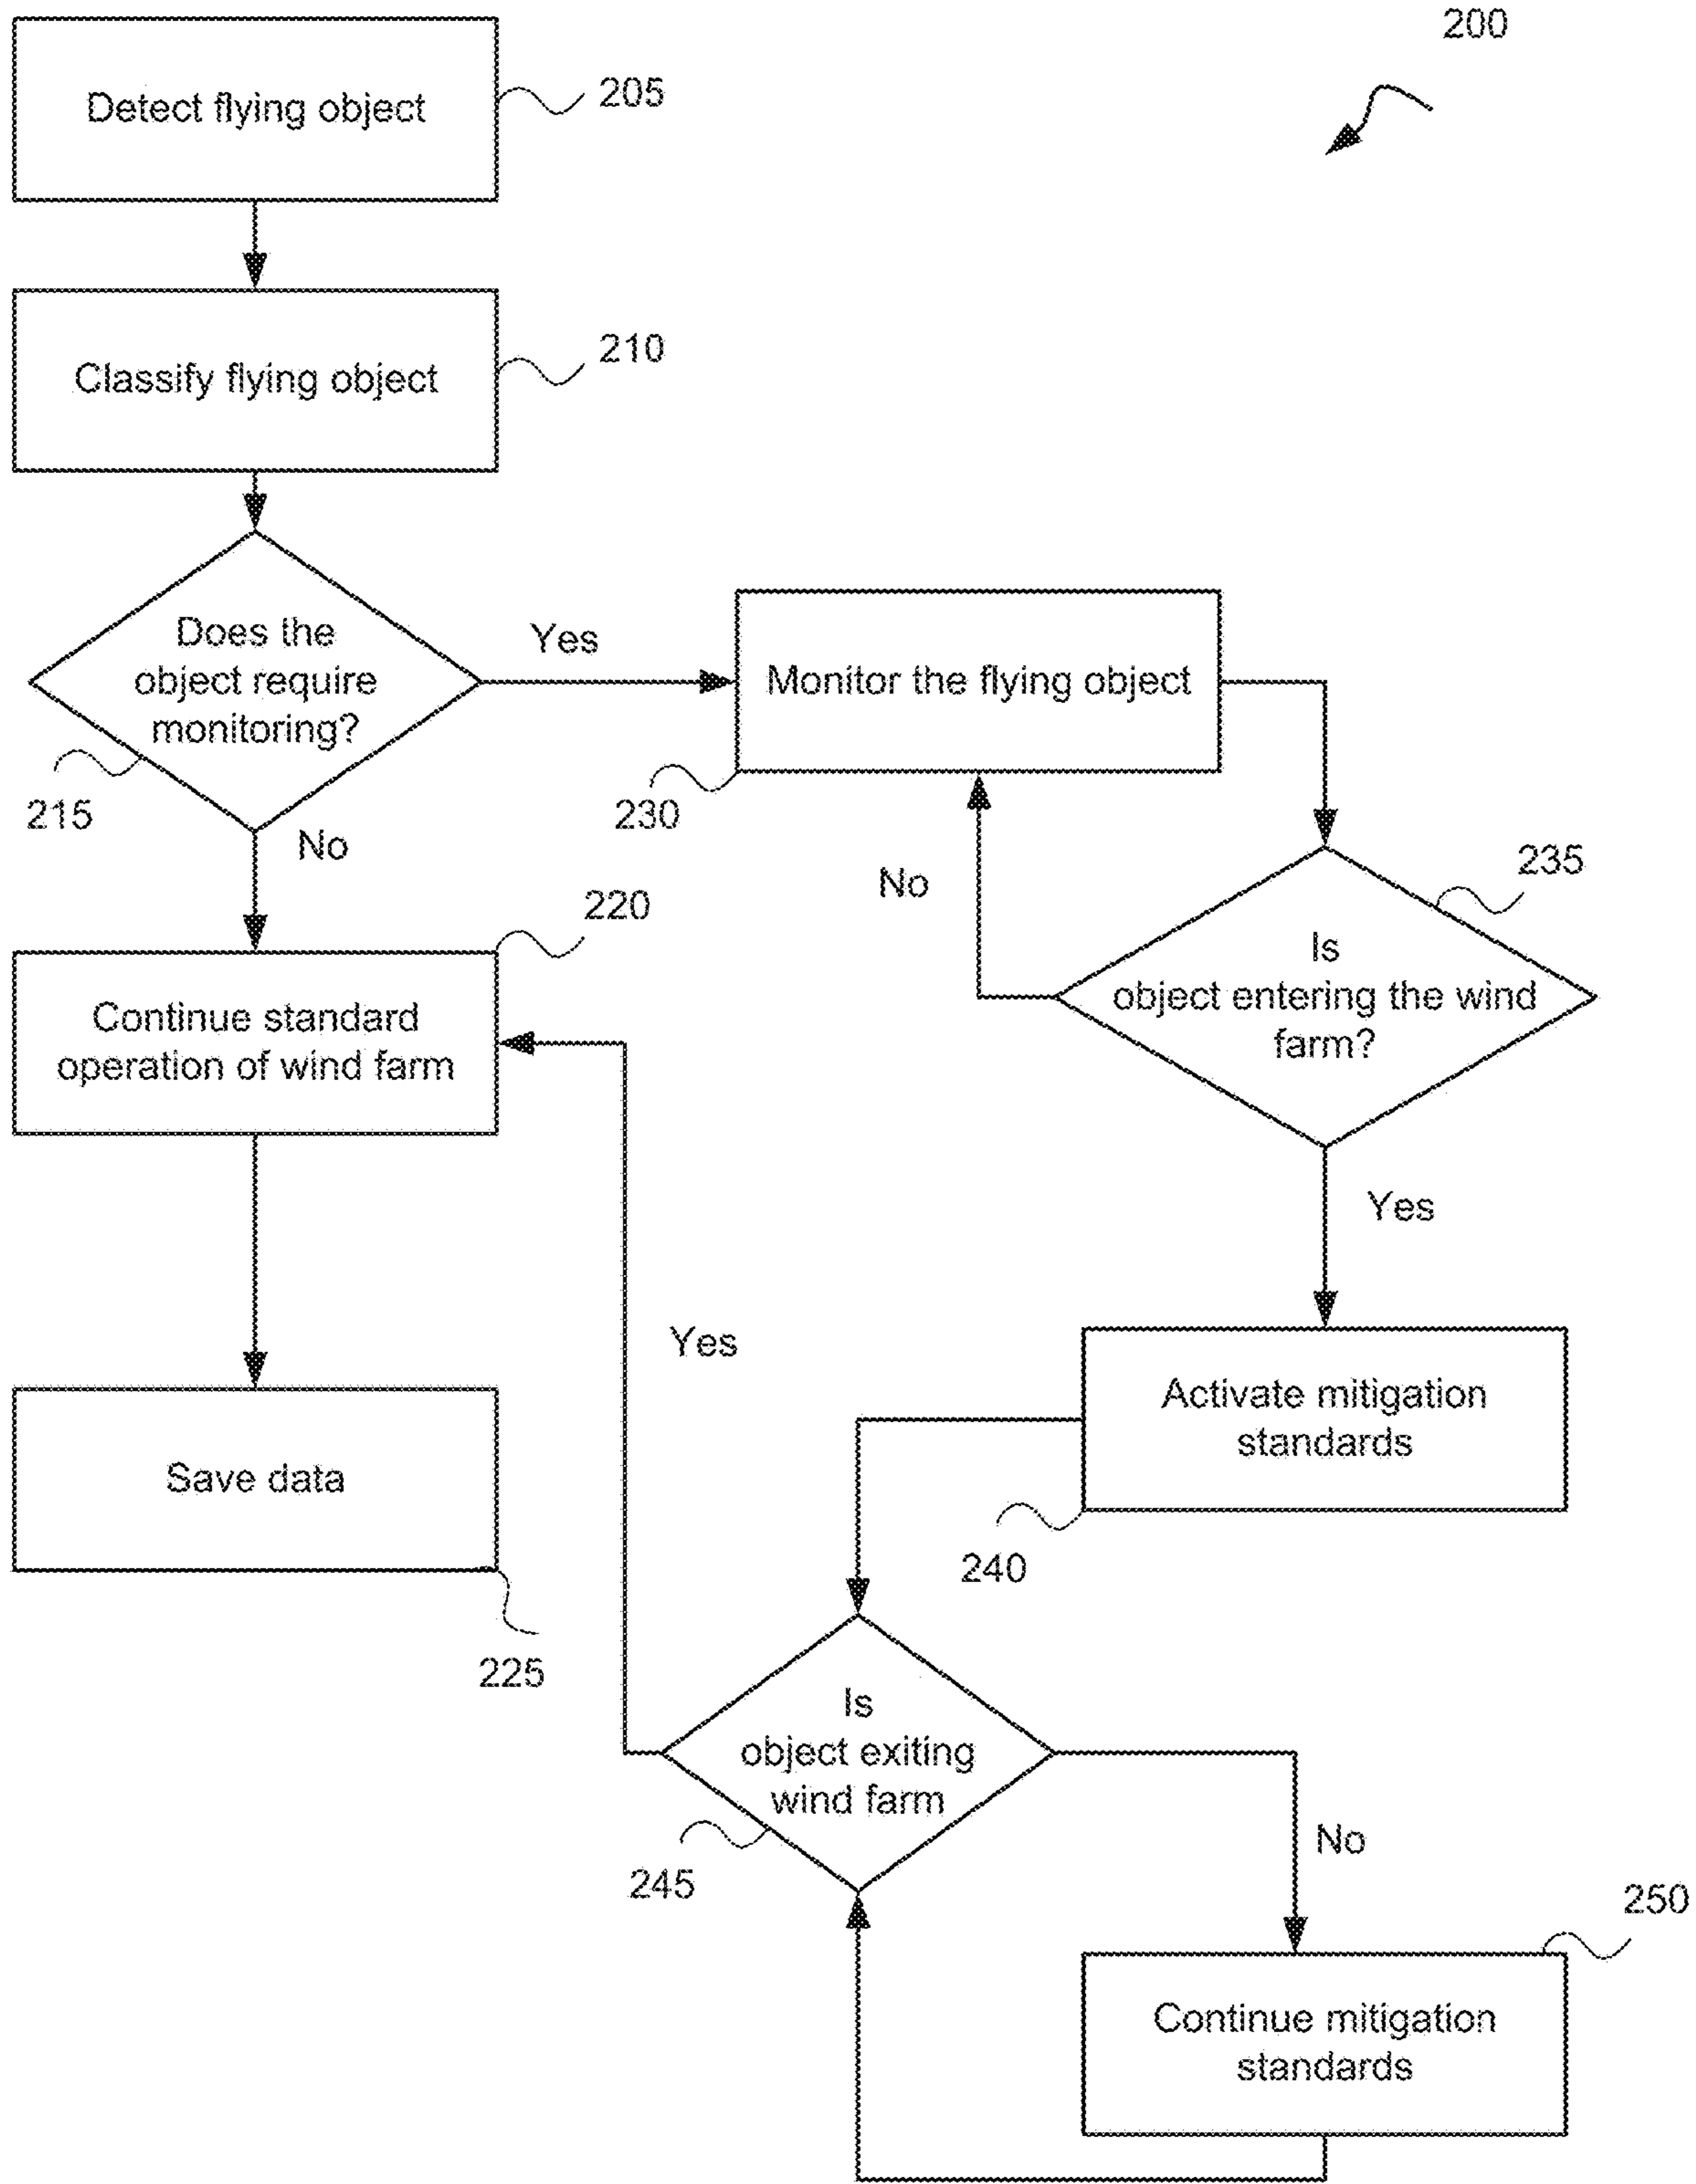 200
Detect flying object
205
Classify flying object
210
Does the
object require
monitoring?
215
Yes
No
Monitor the flying object
230
No
235
Is
object entering the wind
farm?
Yes
220
Continue standard
operation of wind farm
Yes
Activate mitigation
standards
240
Save data
225
Is
object exiting
wind farm
245
No
250
Continue mitigation
standards